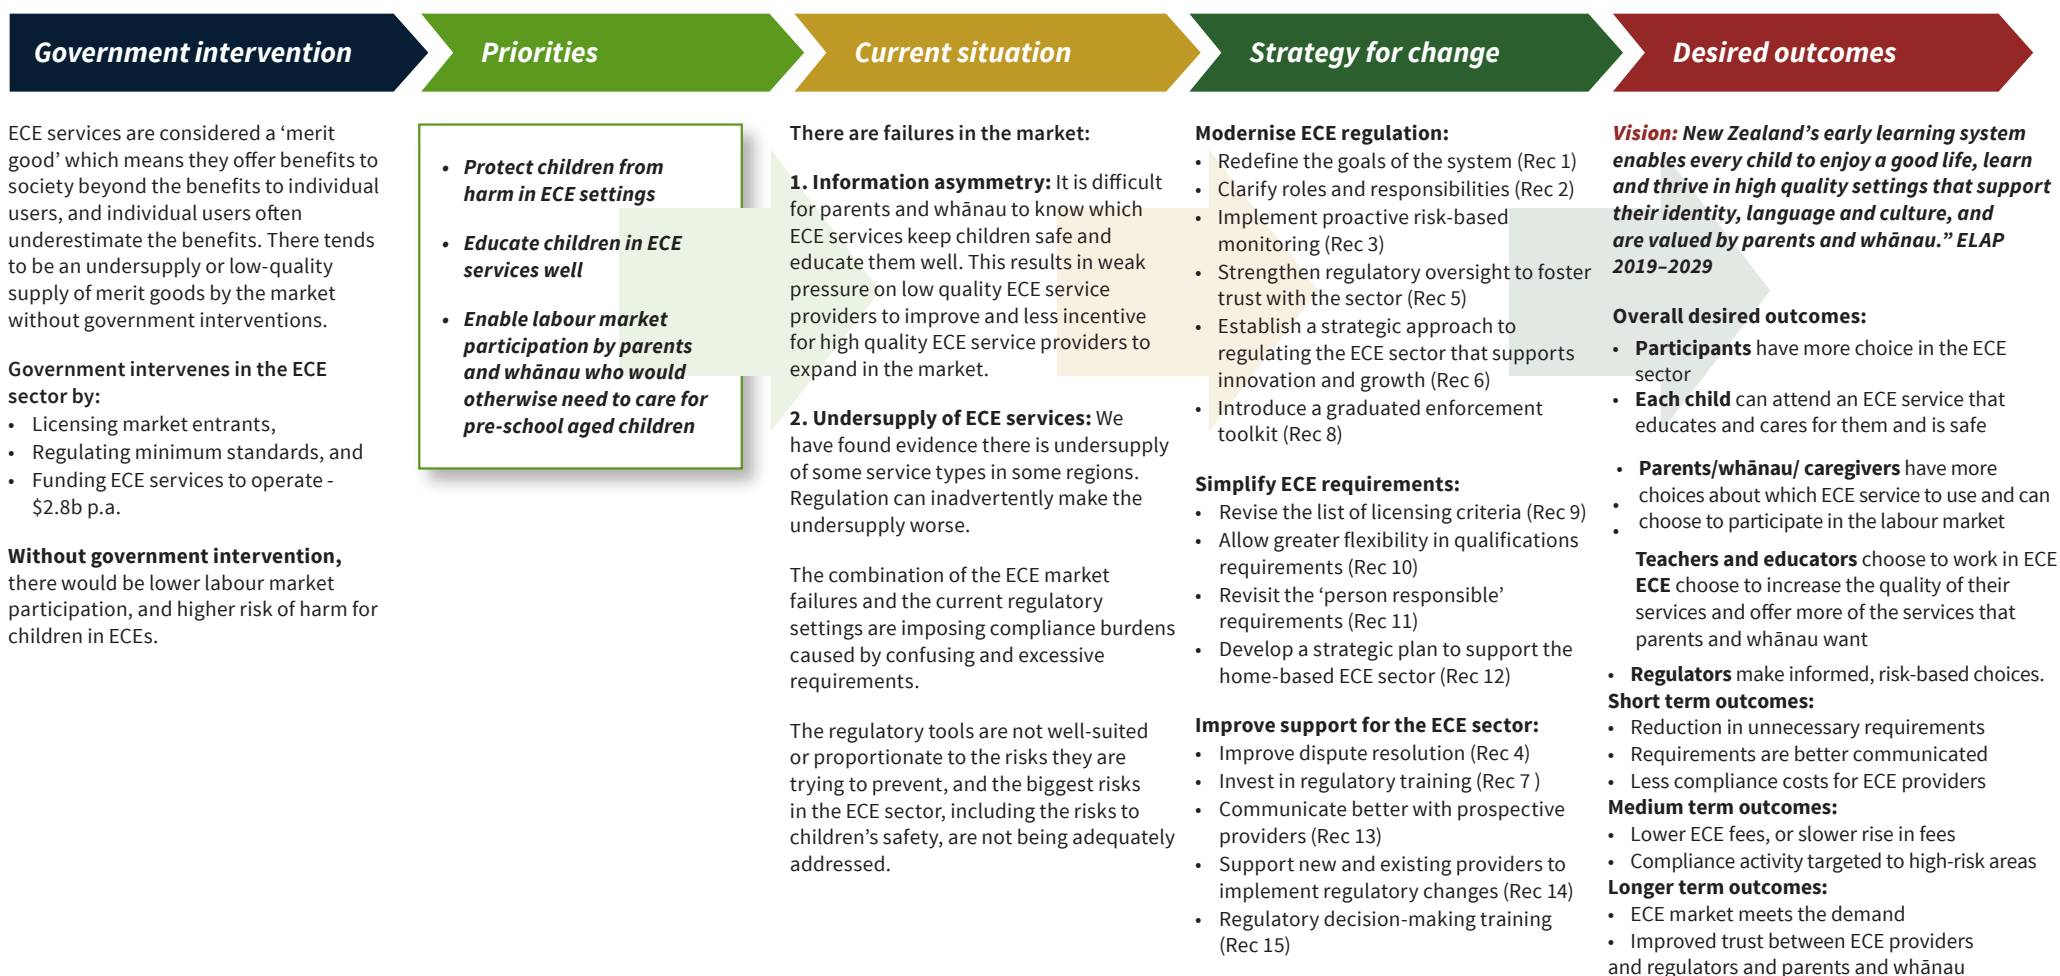 Government intervention
Priorities
Current situation
Strategy for change
Desired outcomes
ECE services are considered a ‘merit
good’ which means they offer benefits to
society beyond the benefits to individual
users, and individual users often
underestimate the benefits. There tends
to be an undersupply or low-quality
supply of merit goods by the market
without government interventions.
Government intervenes in the ECE
sector by:
• Licensing market entrants,
• Regulating minimum standards, and
• Funding ECE services to operate -
$2.8b p.a.
Without government intervention,
there would be lower labour market
participation, and higher risk of harm for
children in ECEs.
• Protect children from
harm in ECE settings
• Educate children in ECE
services well
• Enable labour market
participation by parents
and whānau who would
otherwise need to care for
pre-school aged children
There are failures in the market:
1. Information asymmetry: It is difficult
for parents and whānau to know which
ECE services keep children safe and
educate them well. This results in weak
pressure on low quality ECE service
providers to improve and less incentive
for high quality ECE service providers to
expand in the market.
2. Undersupply of ECE services: We
have found evidence there is undersupply
of some service types in some regions.
Regulation can inadvertently make the
undersupply worse.
The combination of the ECE market
failures and the current regulatory
settings are imposing compliance burdens
caused by confusing and excessive
requirements.
The regulatory tools are not well-suited
or proportionate to the risks they are
trying to prevent, and the biggest risks
in the ECE sector, including the risks to
children’s safety, are not being adequately
addressed.
Modernise ECE regulation:
• Redefine the goals of the system (Rec 1)
• Clarify roles and responsibilities (Rec 2)
• Implement proactive risk-based
monitoring (Rec 3)
• Strengthen regulatory oversight to foster
trust with the sector (Rec 5)
• Establish a strategic approach to
regulating the ECE sector that supports
innovation and growth (Rec 6)
• Introduce a graduated enforcement
toolkit (Rec 8)
Simplify ECE requirements:
• Revise the list of licensing criteria (Rec 9)
• Allow greater flexibility in qualifications
requirements (Rec 10)
• Revisit the ‘person responsible’
requirements (Rec 11)
• Develop a strategic plan to support the
home-based ECE sector (Rec 12)
Improve support for the ECE sector:
• Improve dispute resolution (Rec 4)
• Invest in regulatory training (Rec 7 )
• Communicate better with prospective
providers (Rec 13)
• Support new and existing providers to
implement regulatory changes (Rec 14)
• Regulatory decision-making training
(Rec 15)
Vision: New Zealand’s early learning system
enables every child to enjoy a good life, learn
and thrive in high quality settings that support
their identity, language and culture, and
are valued by parents and whānau.” ELAP
2019–2029
Overall desired outcomes:
• Participants have more choice in the ECE
sector
• Each child can attend an ECE service that
educates and cares for them and is safe
• Parents/whānau/ caregivers have more
choices about which ECE service to use and can
• choose to participate in the labour market
•
Teachers and educators choose to work in ECE
ECE choose to increase the quality of their
services and offer more of the services that
parents and whānau want
• Regulators make informed, risk-based choices.
Short term outcomes:
• Reduction in unnecessary requirements
• Requirements are better communicated
• Less compliance costs for ECE providers
Medium term outcomes:
• Lower ECE fees, or slower rise in fees
• Compliance activity targeted to high-risk areas
Longer term outcomes:
• ECE market meets the demand
• Improved trust between ECE providers
and regulators and parents and whānau